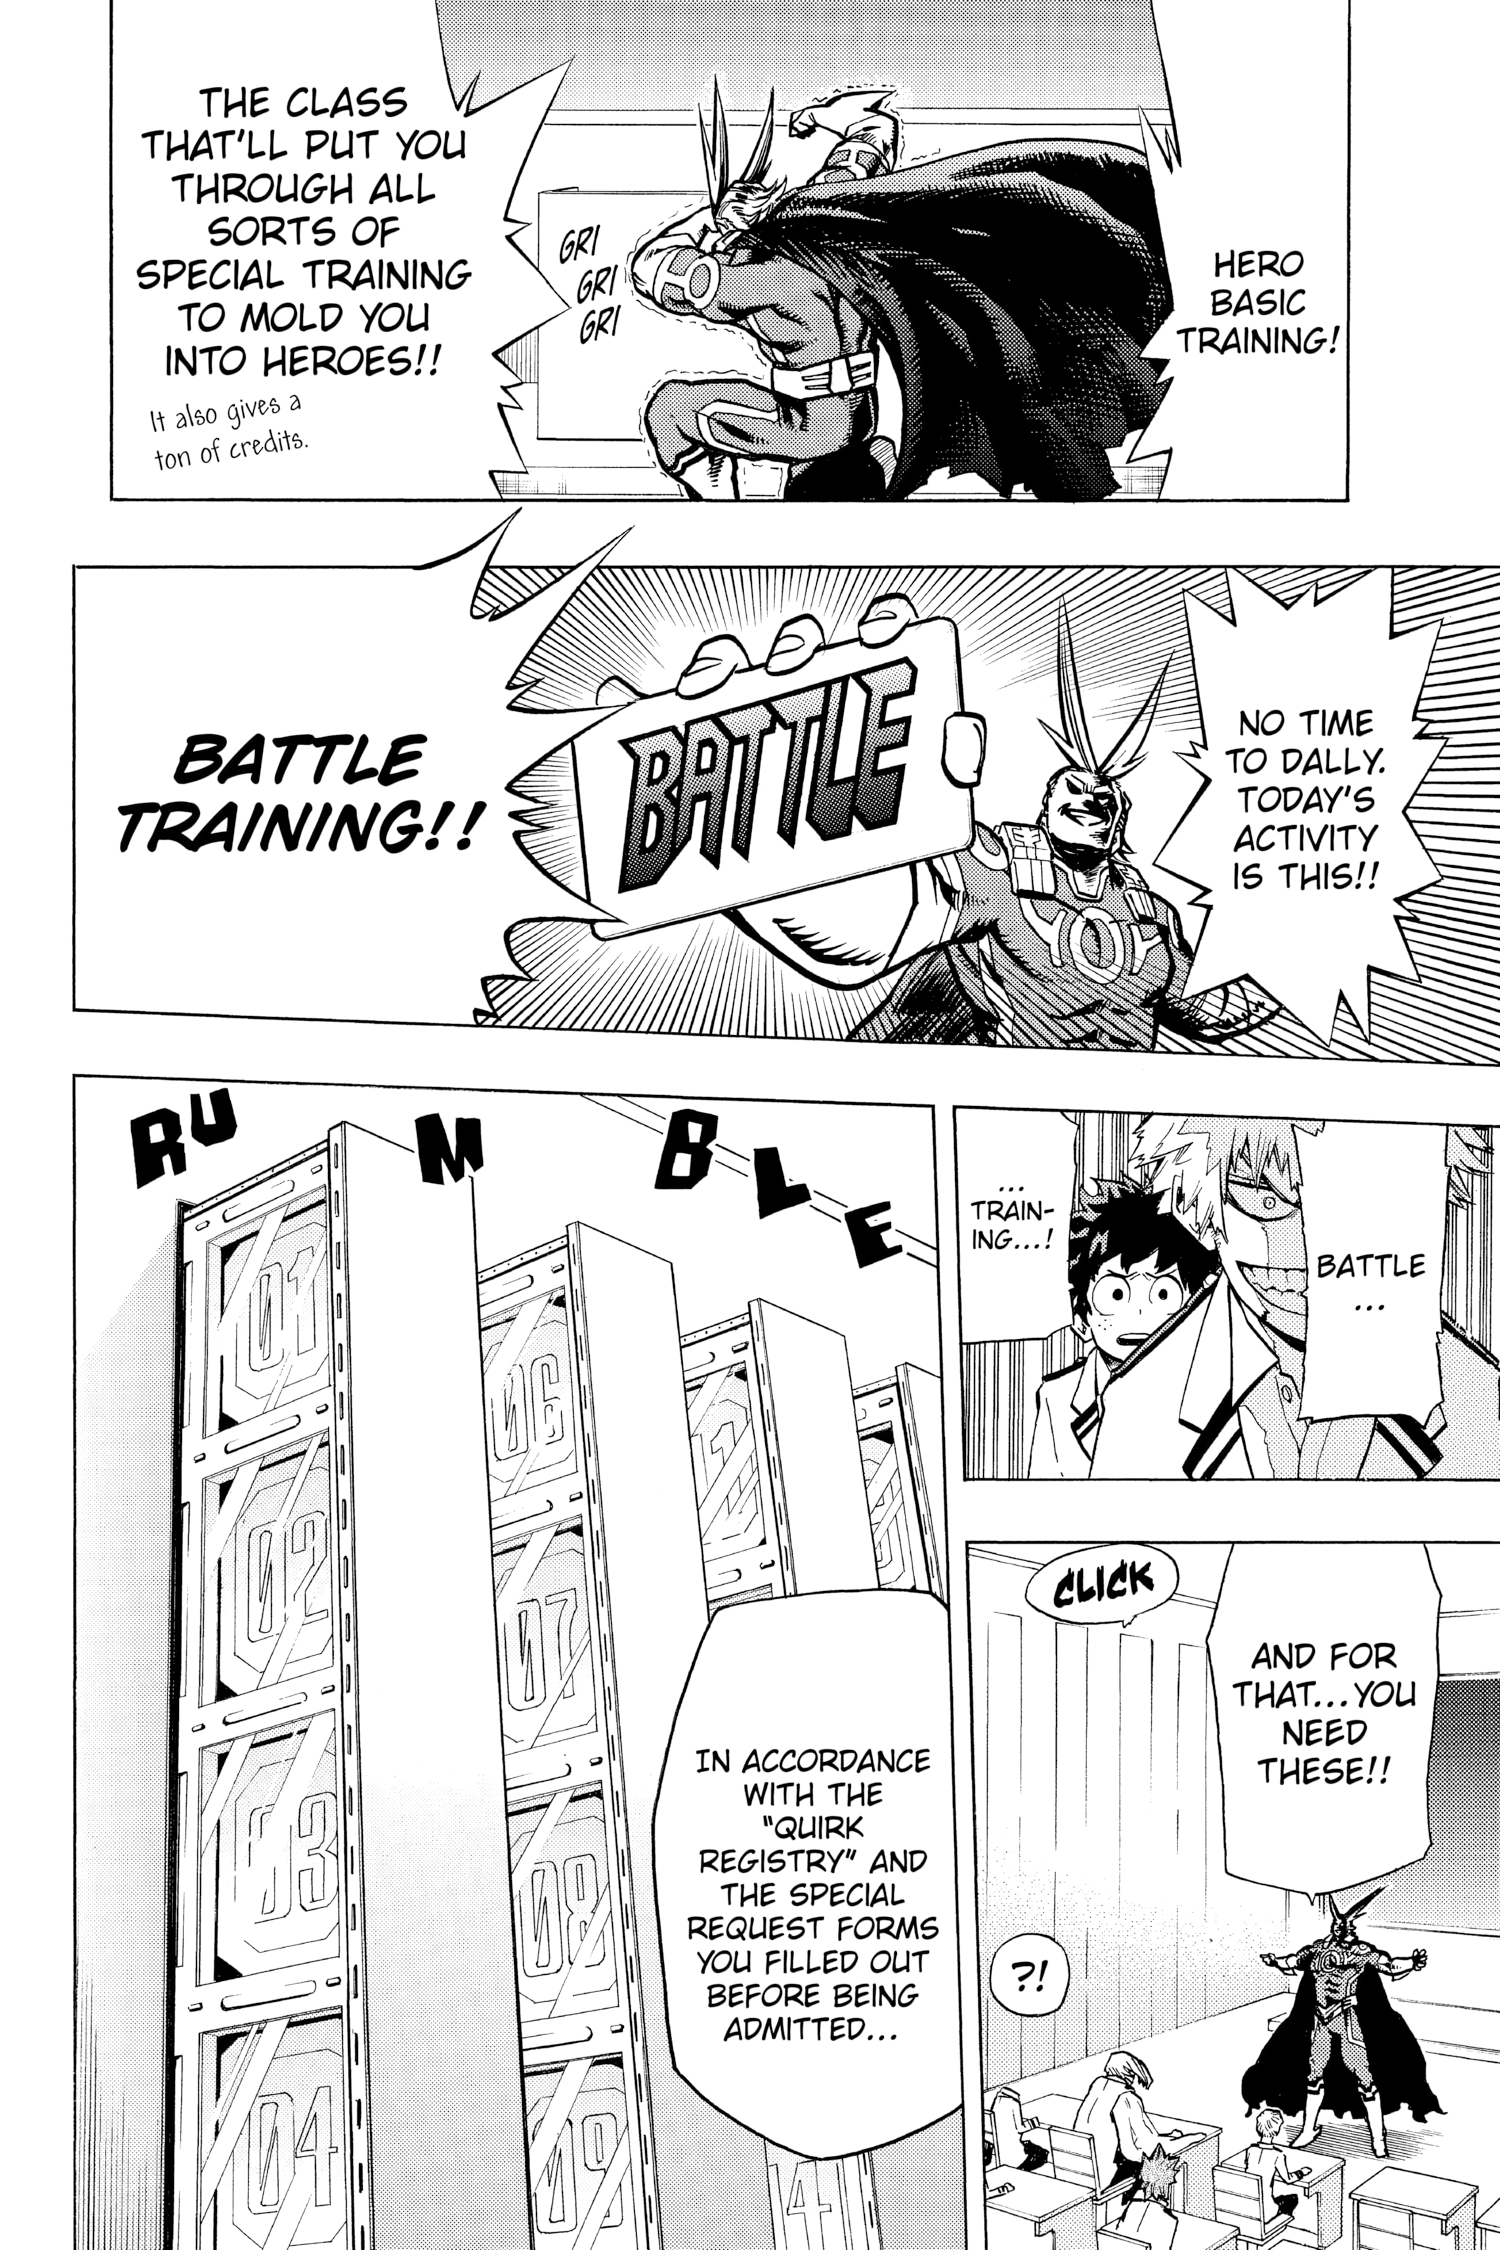 HERO
BASIC
TRAINING!
GRI
GRI
GRI
THE CLASS
THAT'LL PUT YOU
THROUGH ALL
SORTS OF
SPECIAL TRAINING
TO MOLD YOU
INTO HEROES!!
It also gives a
ton of credits.
NO TIME
TO DALLY.
TODAY'S
ACTIVITY
IS THIS!!
BATTLE
BATTLE
TRAINING!!
BATTLE
...
...
TRAIN-
ING...!
AND FOR
THAT...YOU
NEED
THESE!!
CLICK
?!
RUMBLE
IN ACCORDANCE
WITH THE
"QUIRK
REGISTRY" AND
THE SPECIAL
REQUEST FORMS
YOU FILLED OUT
BEFORE BEING
ADMITTED...
01
02
03
04
06
07
08
09
14